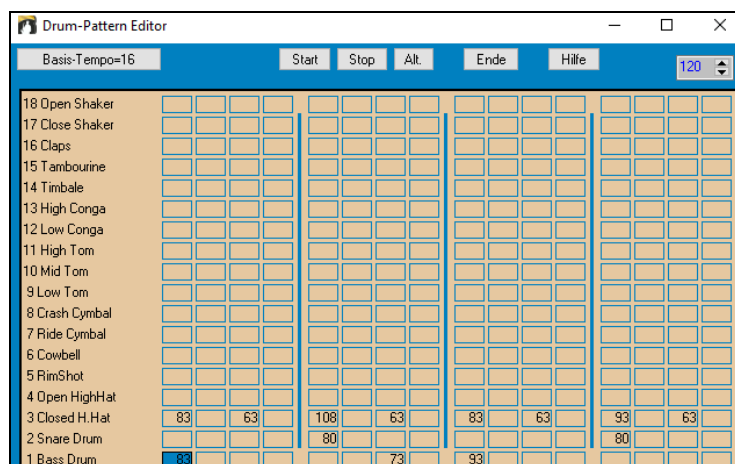 Drum-Pattern Editor
Basis-Tempo=16 Start Stop Alt. Ende Hilfe 120
18 Open Shaker
17 Close Shaker
16 Claps
15 Tambourine
14 Timbale
13 High Conga
12 Low Conga
11 High Tom
10 Mid Tom
9 Low Tom
8 Crash Cymbal
7 Ride Cymbal
6 Cowbell
5 RimShot
4 Open HighHat
3 Closed H.Hat 83 63 108 63 83 63 93 63
2 Snare Drum 80 80
1 Bass Drum 83 73 93